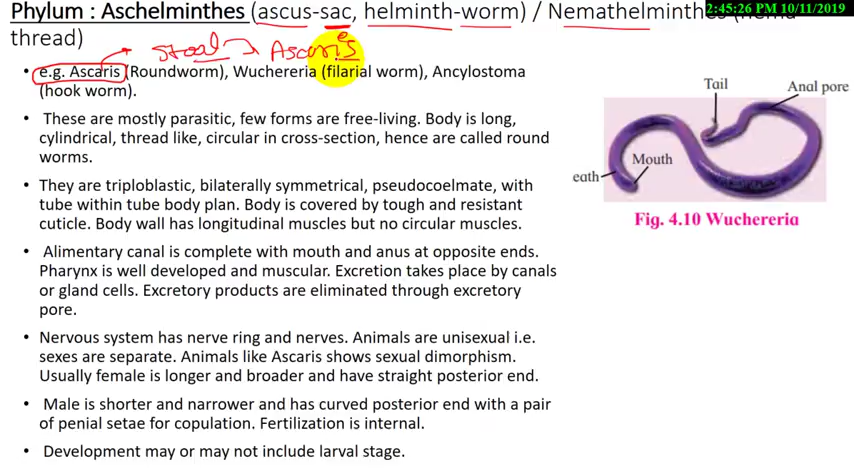 2:45:26 PM 10/11/2019
Phylum : Aschelminthes (ascus-sac, helminth-worm) / Nemathelminthes (nema-
thread)
stool → Ascaris
• e.g. Ascaris (Roundworm), Wuchereria (filarial worm), Ancylostoma
(hook worm).
• These are mostly parasitic, few forms are free-living. Body is long,
cylindrical, thread like, circular in cross-section, hence are called round
worms.
• They are triploblastic, bilaterally symmetrical, pseudocoelmate, with
tube within tube body plan. Body is covered by tough and resistant
cuticle. Body wall has longitudinal muscles but no circular muscles.
• Alimentary canal is complete with mouth and anus at opposite ends.
Pharynx is well developed and muscular. Excretion takes place by canals
or gland cells. Excretory products are eliminated through excretory
pore.
• Nervous system has nerve ring and nerves. Animals are unisexual i.e.
sexes are separate. Animals like Ascaris shows sexual dimorphism.
Usually female is longer and broader and have straight posterior end.
• Male is shorter and narrower and has curved posterior end with a pair
of penial setae for copulation. Fertilization is internal.
• Development may or may not include larval stage.
Tail
Anal pore
Mouth
eath
Fig. 4.10 Wuchereria